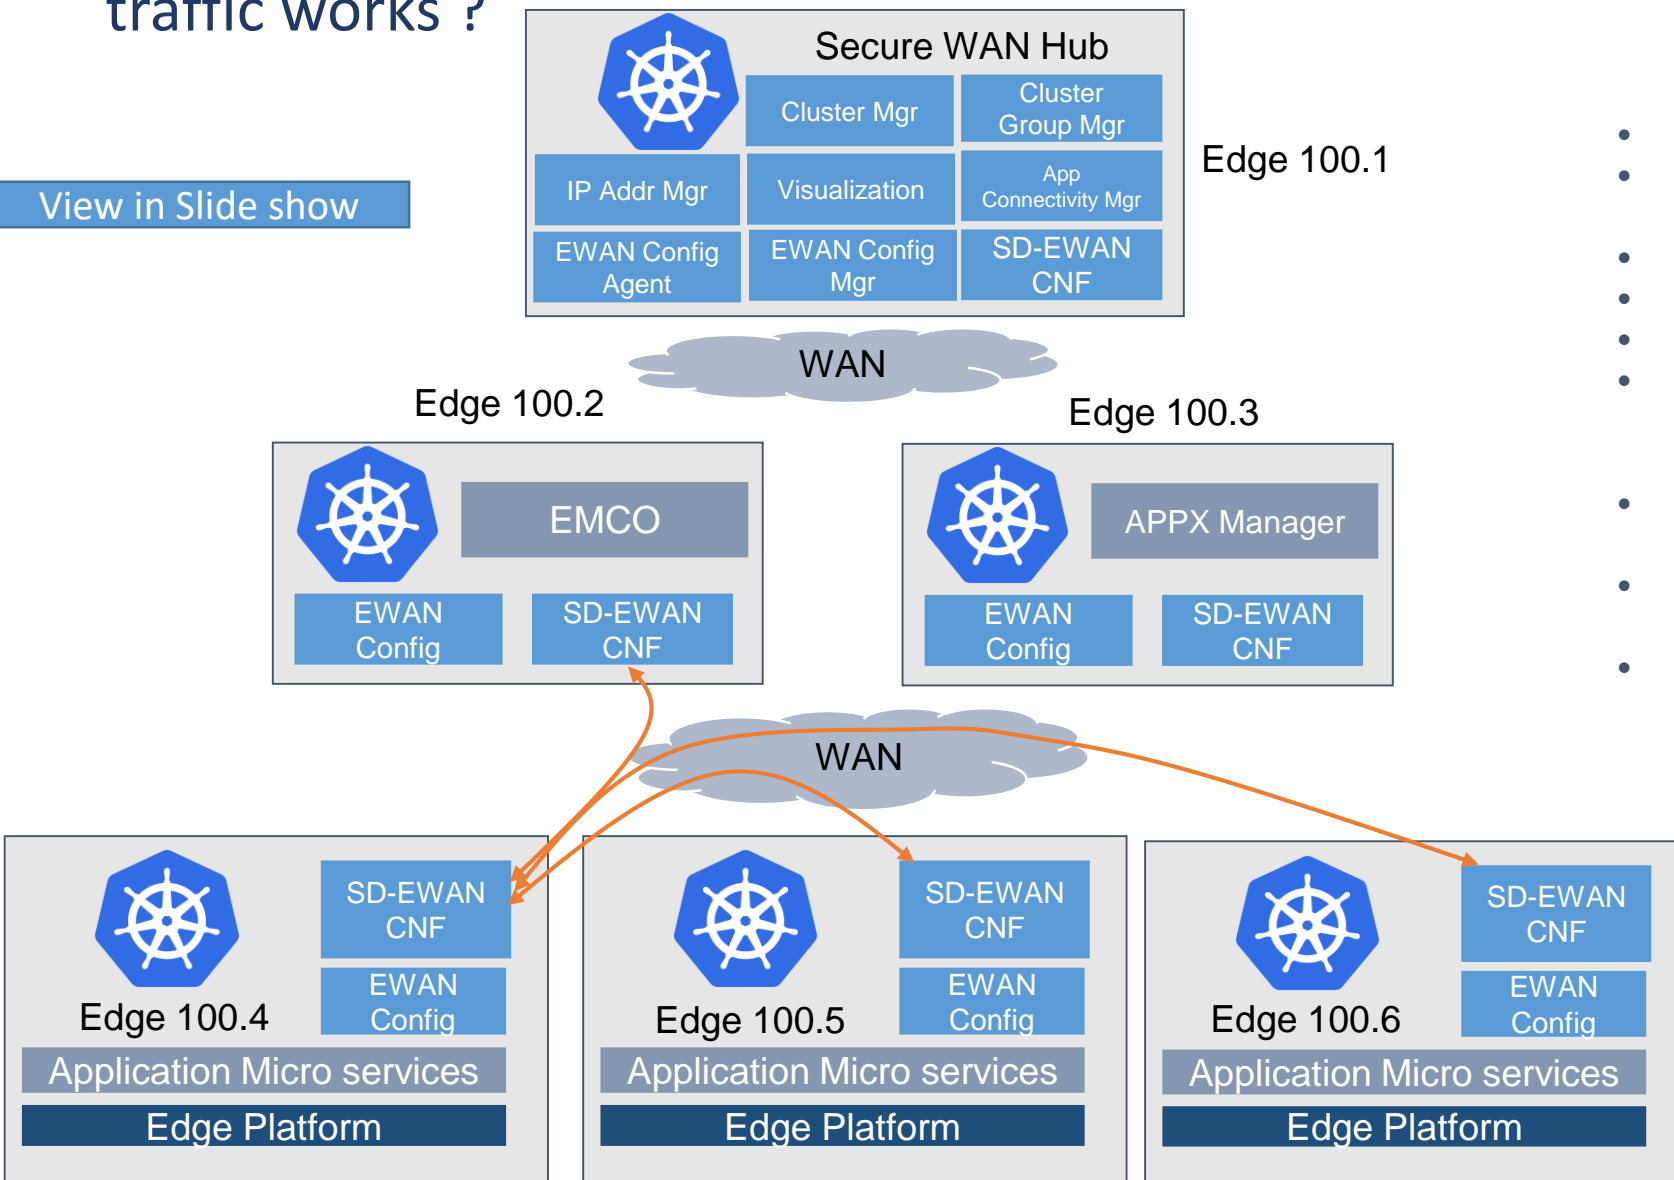 traffic works ?
Secure WAN Hub
Cluster Mgr
Cluster
Group Mgr
Edge 100.1
IP Addr Mgr
Visualization
App
Connectivity Mgr
View in Slide show
EWAN Config
Agent
EWAN Config
Mgr
SD-EWAN
CNF
WAN
Edge 100.2
Edge 100.3
EMCO
APPX Manager
EWAN
Config
SD-EWAN
CNF
EWAN
Config
SD-EWAN
CNF
WAN
SD-EWAN
CNF
EWAN
Config
Edge 100.4
Application Micro services
Edge Platform
SD-EWAN
CNF
EWAN
Config
Edge 100.5
Application Micro services
Edge Platform
SD-EWAN
CNF
EWAN
Config
Edge 100.6
Application Micro services
Edge Platform